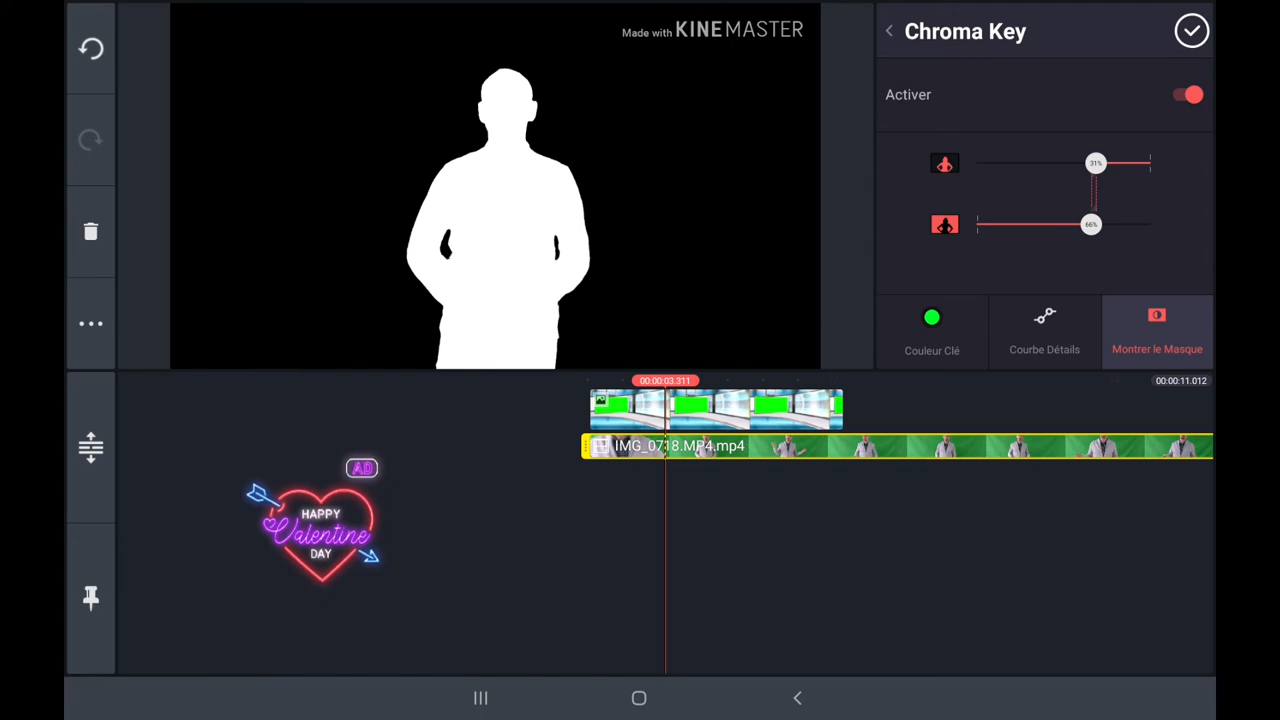 Made with KINEMASTER
Chroma Key
Activer
31%
66%
Couleur Clé
Courbe Détails
Montrer le Masque
00:00:03.311
00:00:11.012
IMG_0718.MP4.mp4
AD
HAPPY
Valentine
DAY